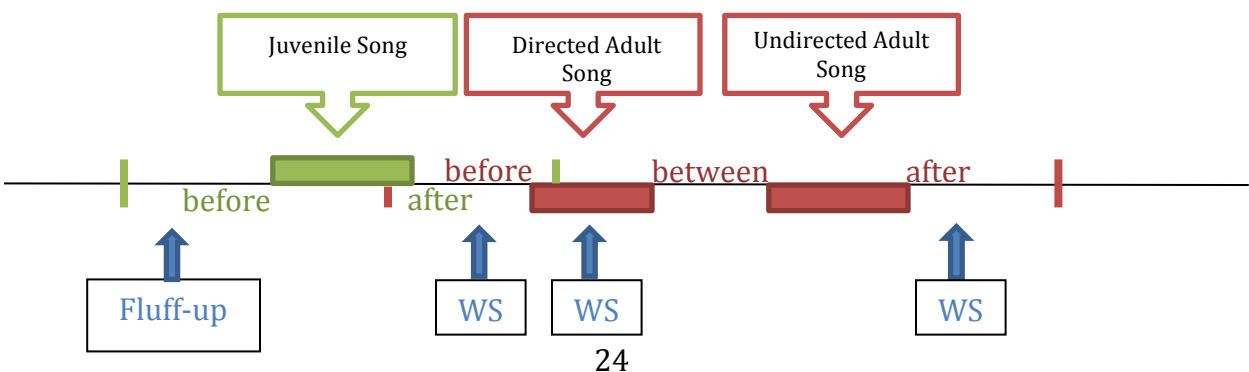 Juvenile Song
Directed Adult
Song
Undirected Adult
Song
before
between
after
before
after
Fluff-up
WS
WS
WS
24